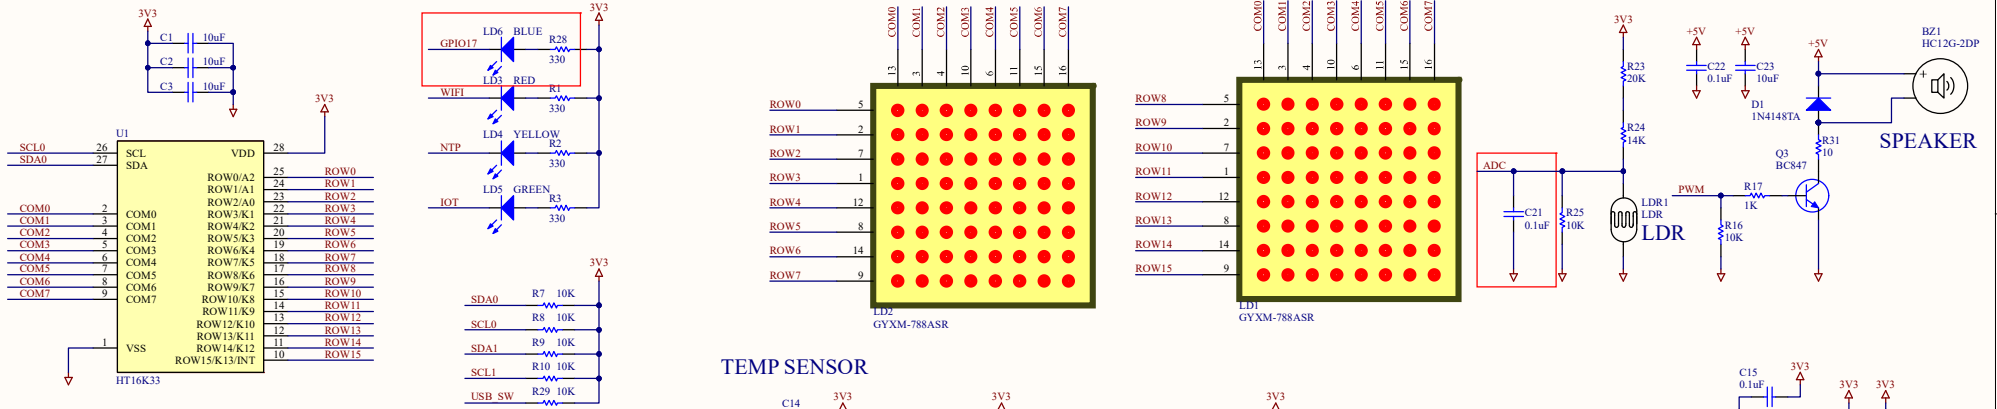 3V3
C1 10uF
C2 10uF
C3 10uF
3V3
U1
SCL0 26 SCL VDD 28
SDA0 27 SDA
ROW0/A2 25 ROW0
ROW1/A1 24 ROW1
ROW2/A0 23 ROW2
COM0 2 COM0 ROW3/K1 22 ROW3
COM1 3 COM1 ROW4/K2 21 ROW4
COM2 4 COM2 ROW5/K3 20 ROW5
COM3 5 COM3 ROW6/K4 19 ROW6
COM4 6 COM4 ROW7/K5 18 ROW7
COM5 7 COM5 ROW8/K6 17 ROW8
COM6 8 COM6 ROW9/K7 16 ROW9
COM7 9 COM7 ROW10/K8 15 ROW10
ROW11/K9 14 ROW11
ROW12/K10 13 ROW12
ROW13/K11 12 ROW13
1 VSS ROW14/K12 11 ROW14
ROW15/K13/INT 10 ROW15
HT16K33
3V3
LD6 BLUE
GPIO17 R28
330
LD3 RED
WIFI R1
330
LD4 YELLOW
NTP R2
330
LD5 GREEN
IOT R3
330
3V3
SDA0 R7 10K
SCL0 R8 10K
SDA1 R9 10K
SCL1 R10 10K
USB_SW R29 10K
COM0 COM1 COM2 COM3 COM4 COM5 COM6 COM7
13 3 4 10 6 11 15 16
ROW0 5
ROW1 2
ROW2 7
ROW3 1
ROW4 12
ROW5 8
ROW6 14
ROW7 9
LD2
GYXM-788ASR
COM0 COM1 COM2 COM3 COM4 COM5 COM6 COM7
13 3 4 10 6 11 15 16
ROW8 5
ROW9 2
ROW10 7
ROW11 1
ROW12 12
ROW13 8
ROW14 14
ROW15 9
LD1
GYXM-788ASR
3V3
R23
20K
R24
14K
ADC
C21
0.1uF
R25
10K
LDR1
LDR
LDR
+5V +5V
C22
0.1uF
C23
10uF
+5V
BZ1
HC12G-2DP
+
D1
1N4148TA
SPEAKER
R31
10
Q3
BC847
PWM R17
1K
R16
10K
TEMP SENSOR
C14 3V3 3V3 3V3
C15
0.1uF
3V3 3V3 3V3